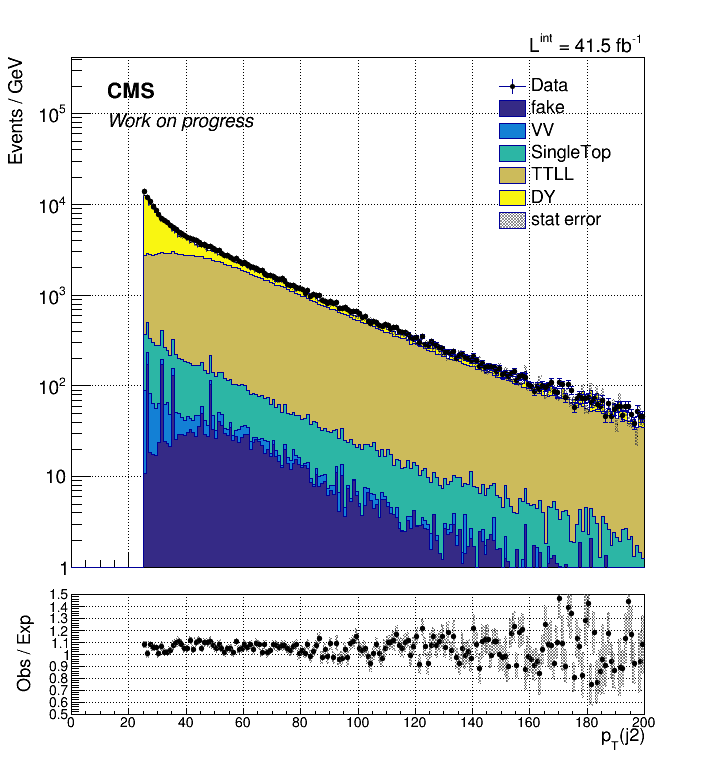 L^int = 41.5 fb^-1
Events / GeV
CMS
Work on progress
Data
fake
VV
SingleTop
TTLL
DY
stat error
10^5
10^4
10^3
10^2
10
1
Obs / Exp
1.5
1.4
1.3
1.2
1.1
1
0.9
0.8
0.7
0.6
0.5
0 20 40 60 80 100 120 140 160 180 200
p_T(j2)